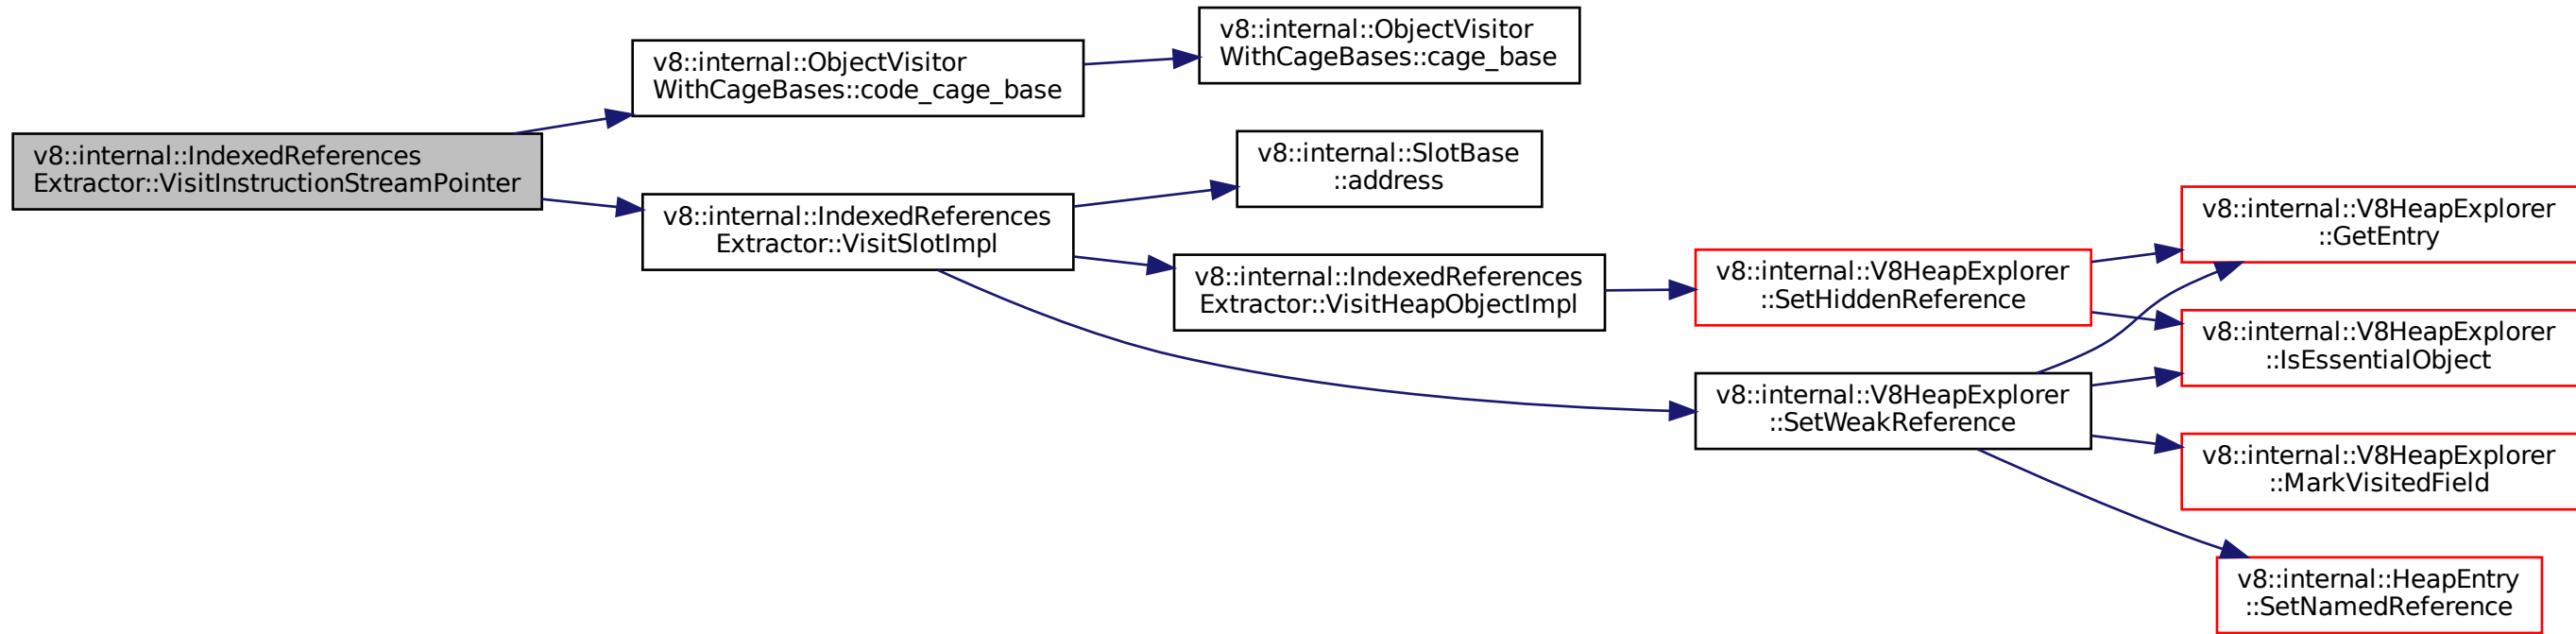 v8::internal::IndexedReferences
Extractor::VisitInstructionStreamPointer
v8::internal::ObjectVisitor
WithCageBases::code_cage_base
v8::internal::ObjectVisitor
WithCageBases::cage_base
v8::internal::IndexedReferences
Extractor::VisitSlotImpl
v8::internal::SlotBase
::address
v8::internal::IndexedReferences
Extractor::VisitHeapObjectImpl
v8::internal::V8HeapExplorer
::SetHiddenReference
v8::internal::V8HeapExplorer
::GetEntry
v8::internal::V8HeapExplorer
::IsEssentialObject
v8::internal::V8HeapExplorer
::SetWeakReference
v8::internal::V8HeapExplorer
::MarkVisitedField
v8::internal::HeapEntry
::SetNamedReference